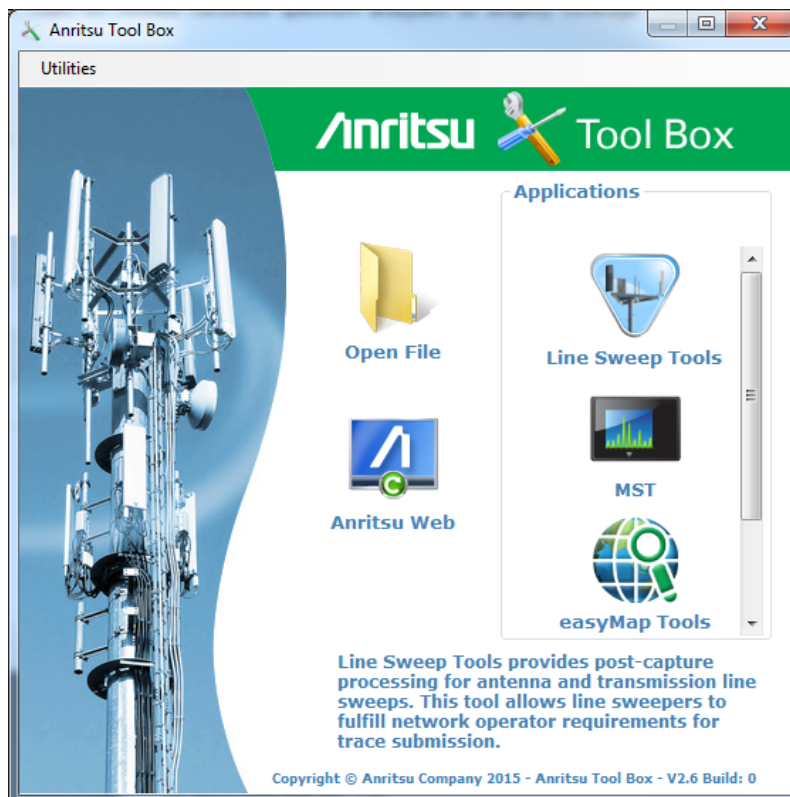 Anritsu Tool Box
Utilities
Anritsu Tool Box
Applications
Open File
Line Sweep Tools
MST
Anritsu Web
easyMap Tools
Line Sweep Tools provides post-capture
processing for antenna and transmission line
sweeps. This tool allows line sweepers to
fulfill network operator requirements for
trace submission.
Copyright © Anritsu Company 2015 - Anritsu Tool Box - V2.6 Build: 0